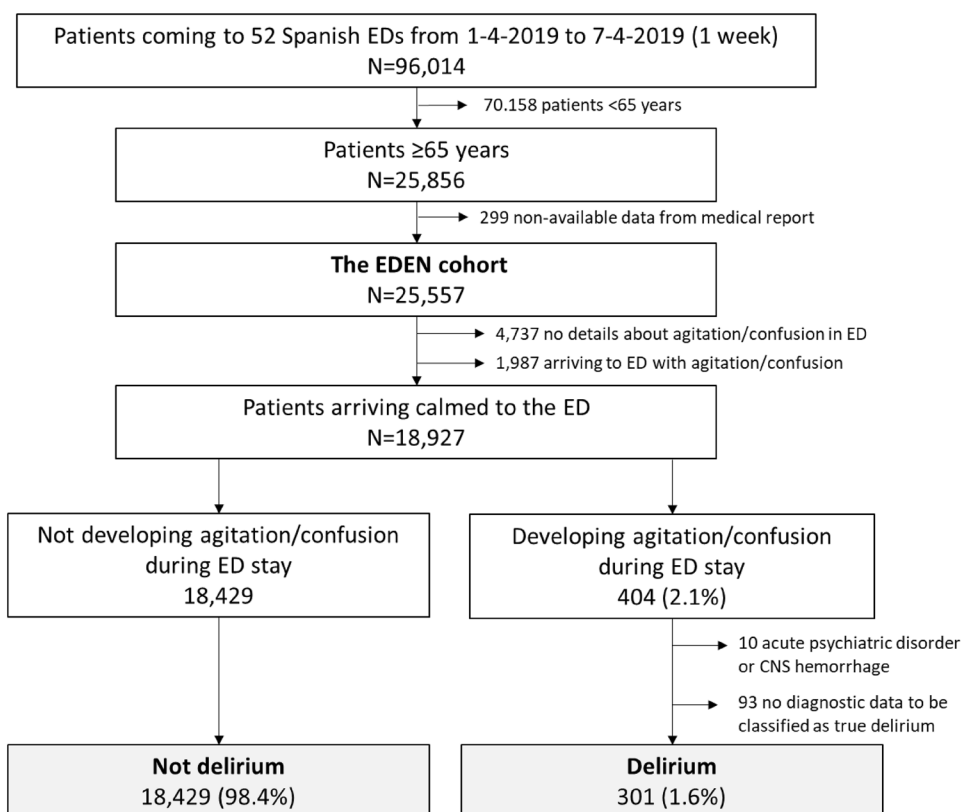 Patients coming to 52 Spanish EDs from 1-4-2019 to 7-4-2019 (1 week)
N=96,014
70.158 patients <65 years
Patients ≥65 years
N=25,856
299 non-available data from medical report
The EDEN cohort
N=25,557
4,737 no details about agitation/confusion in ED
1,987 arriving to ED with agitation/confusion
Patients arriving calmed to the ED
N=18,927
Not developing agitation/confusion
during ED stay
18,429
Developing agitation/confusion
during ED stay
404 (2.1%)
10 acute psychiatric disorder
or CNS hemorrhage
93 no diagnostic data to be
classified as true delirium
Not delirium
18,429 (98.4%)
Delirium
301 (1.6%)